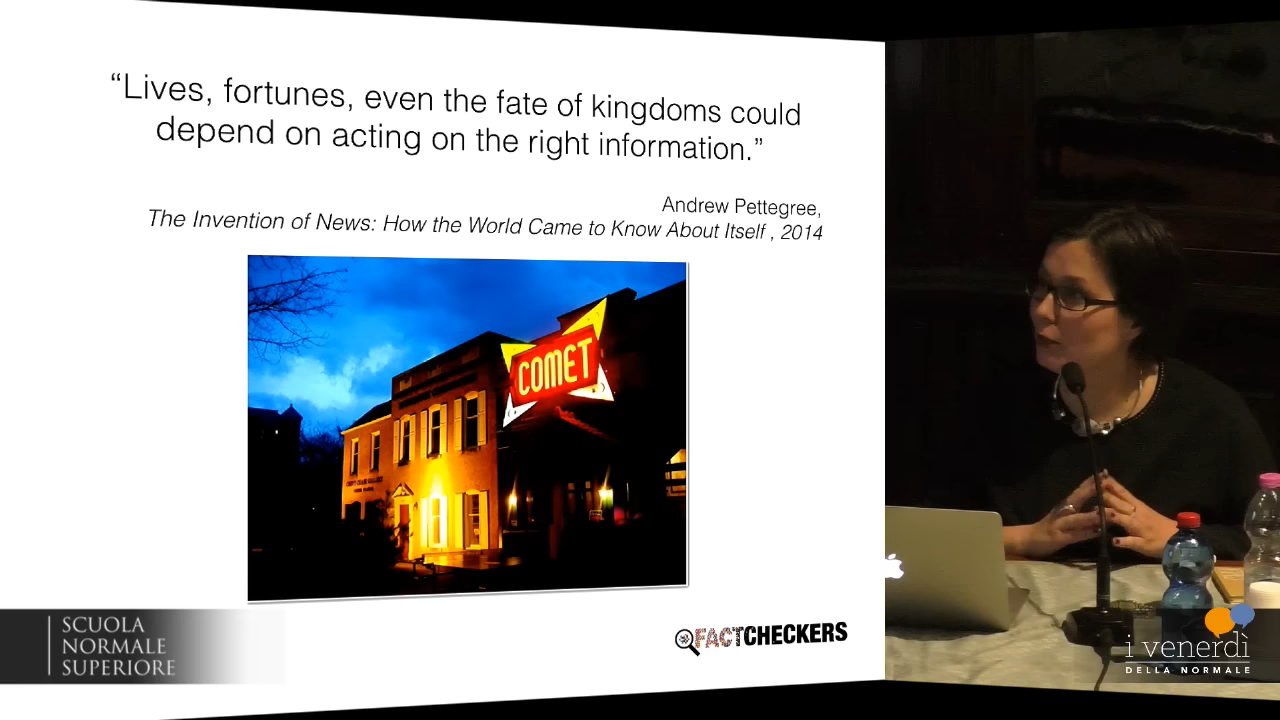 “Lives, fortunes, even the fate of kingdoms could
depend on acting on the right information.”
Andrew Pettegree,
The Invention of News: How the World Came to Know About Itself , 2014
COMET
SCUOLA
NORMALE
SUPERIORE
FACTCHECKERS
i venerdì
DELLA NORMALE